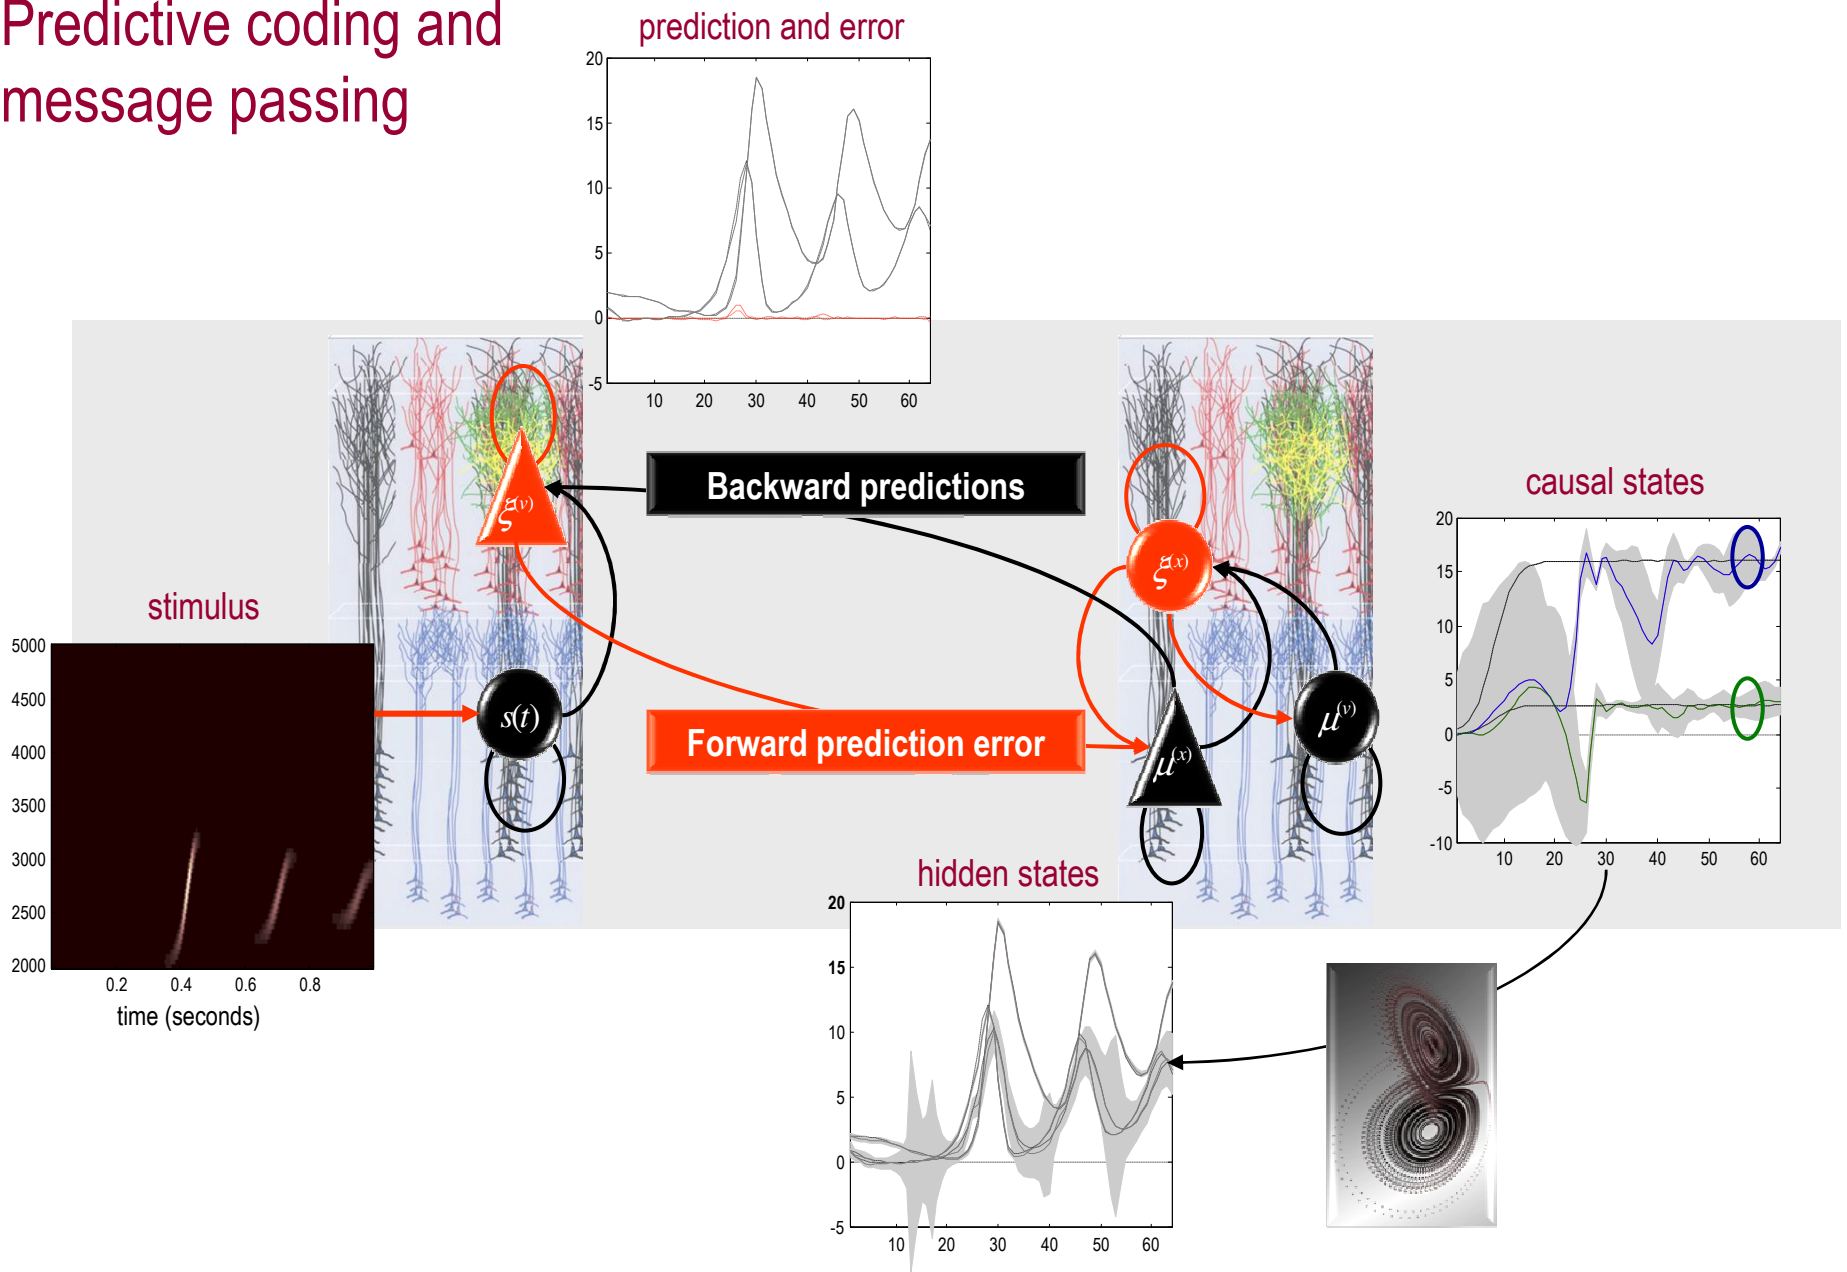 Predictive coding and
message passing
prediction and error
20
15
10
5
0
-5
10 20 30 40 50 60
Backward predictions
ξ(v)
ξ(x)
causal states
20
15
10
5
0
-5
-10
10 20 30 40 50 60
stimulus
5000
4500
4000
3500
3000
2500
2000
0.2 0.4 0.6 0.8
time (seconds)
s(t)
Forward prediction error
μ(x)
μ(v)
hidden states
20
15
10
5
0
-5
10 20 30 40 50 60